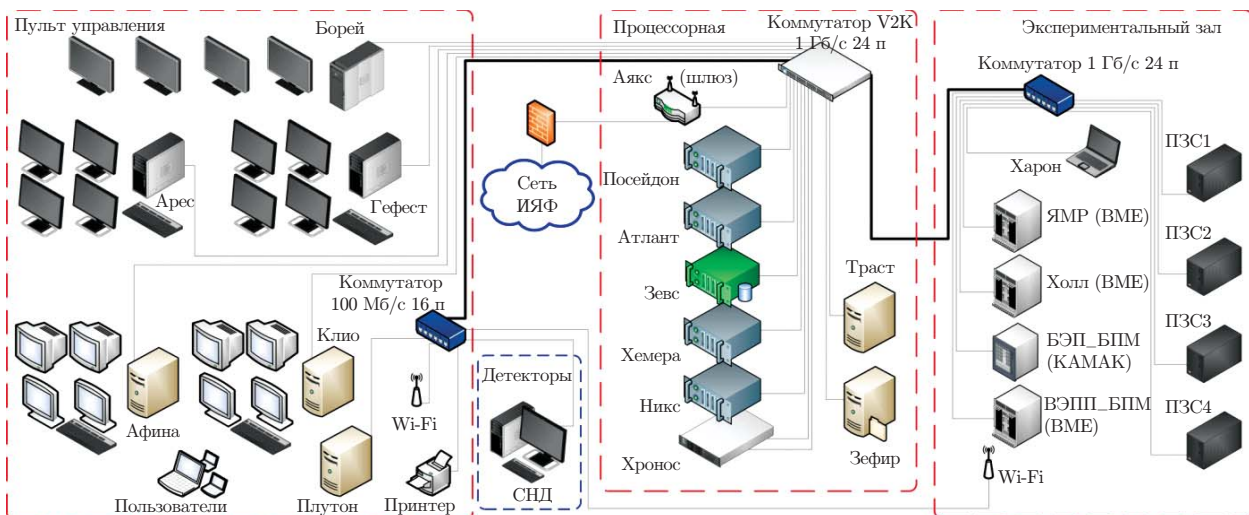 Пульт управления
Борей
Арес
Гефест
Коммутатор
100 Мб/с 16 п
Клио
Афина
Wi-Fi
Пользователи
Плутон
Принтер
Сеть
ИЯФ
Детекторы
СНД
Процессорная
Коммутатор V2K
1 Гб/с 24 п
Аякс
(шлюз)
Посейдон
Атлант
Зевс
Хемера
Никс
Хронос
Траст
Зефир
Экспериментальный зал
Коммутатор 1 Гб/с 24 п
Харон
ПЗС1
ЯМР (ВМЕ)
ПЗС2
Холл (ВМЕ)
БЭП_БПМ
(КАМАК)
ПЗС3
ВЭПП_БПМ
(ВМЕ)
ПЗС4
Wi-Fi